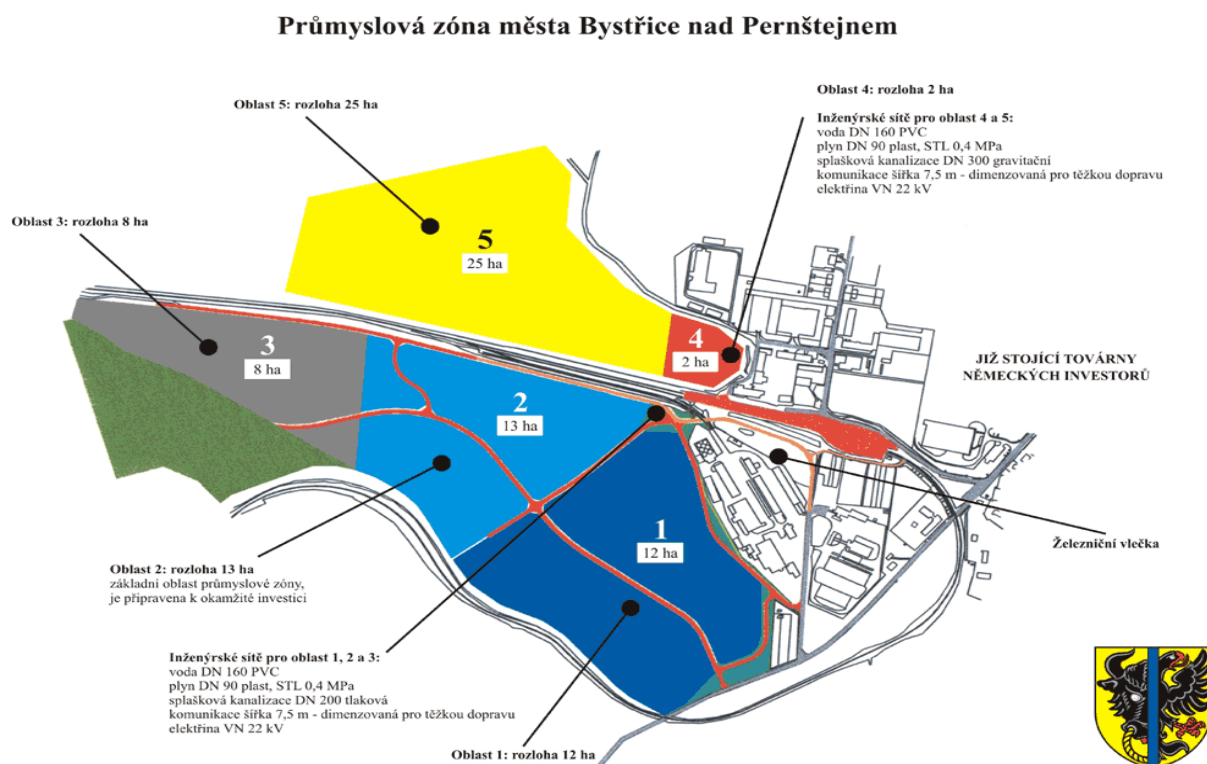 Průmyslová zóna města Bystřice nad Pernštejnem
Oblast 5: rozloha 25 ha
Oblast 4: rozloha 2 ha
Inženýrské sítě pro oblast 4 a 5:
voda DN 160 PVC
plyn DN 90 plast, STL 0,4 MPa
splašková kanalizace DN 300 gravitační
komunikace šířka 7,5 m - dimenzovaná pro těžkou dopravu
elektřina VN 22 kV
Oblast 3: rozloha 8 ha
5
25 ha
4
2 ha
3
8 ha
JIŽ STOJÍCÍ TOVÁRNY
NĚMECKÝCH INVESTORŮ
2
13 ha
1
12 ha
Železniční vlečka
Oblast 2: rozloha 13 ha
základní oblast průmyslové zóny,
je připravena k okamžité investici
Inženýrské sítě pro oblast 1, 2 a 3:
voda DN 160 PVC
plyn DN 90 plast, STL 0,4 MPa
splašková kanalizace DN 200 tlaková
komunikace šířka 7,5 m - dimenzovaná pro těžkou dopravu
elektřina VN 22 kV
Oblast 1: rozloha 12 ha